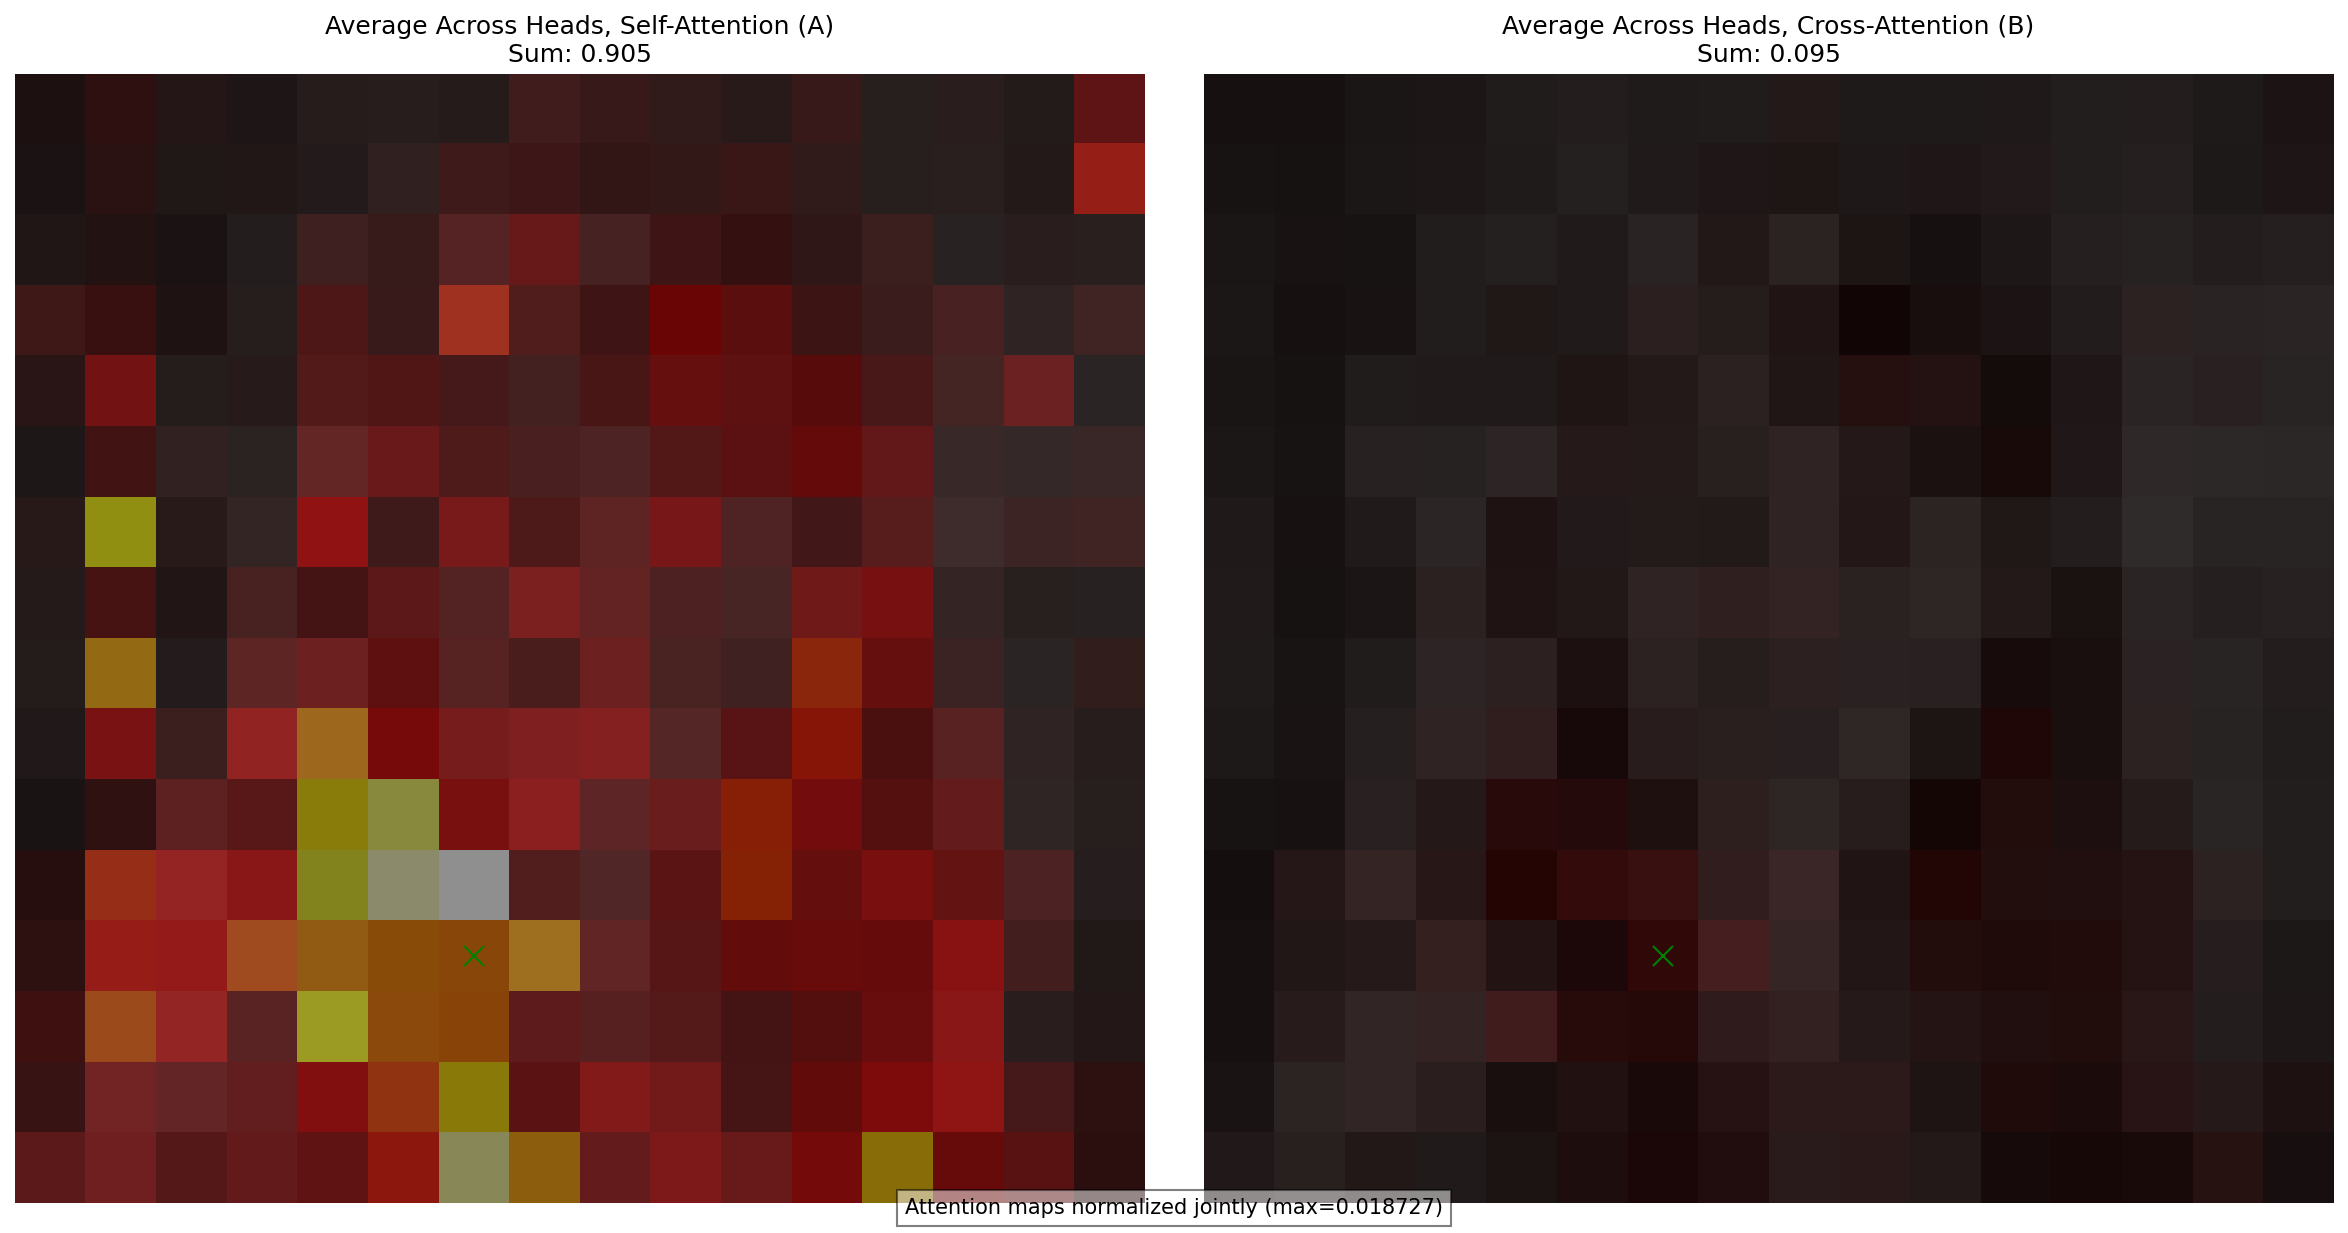 Average Across Heads, Self-Attention (A)
Sum: 0.905
Average Across Heads, Cross-Attention (B)
Sum: 0.095
Attention maps normalized jointly (max=0.018727)